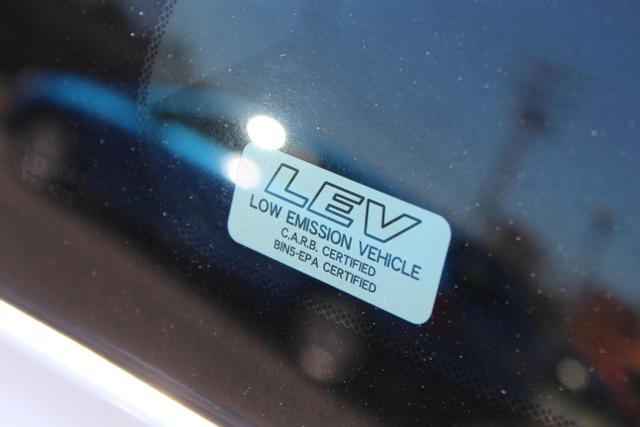 LEV
LOW EMISSION VEHICLE
C.A.R.B. CERTIFIED
BIN5-EPA CERTIFIED